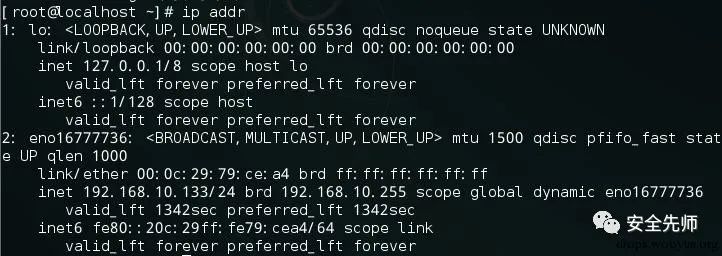 [root@localhost ~]# ip addr
1: lo: <LOOPBACK,UP,LOWER_UP> mtu 65536 qdisc noqueue state UNKNOWN
link/loopback 00:00:00:00:00:00 brd 00:00:00:00:00:00
inet 127.0.0.1/8 scope host lo
valid_lft forever preferred_lft forever
inet6 ::1/128 scope host
valid_lft forever preferred_lft forever
2: eno16777736: <BROADCAST,MULTICAST,UP,LOWER_UP> mtu 1500 qdisc pfifo_fast stat
e UP qlen 1000
link/ether 00:0c:29:79:ce:a4 brd ff:ff:ff:ff:ff:ff
inet 192.168.10.133/24 brd 192.168.10.255 scope global dynamic eno16777736
valid_lft 1342sec preferred_lft 1342sec
inet6 fe80::20c:29ff:fe79:cea4/64 scope link
valid_lft forever preferred_lft forever
安全先师
drops.wooyun.org